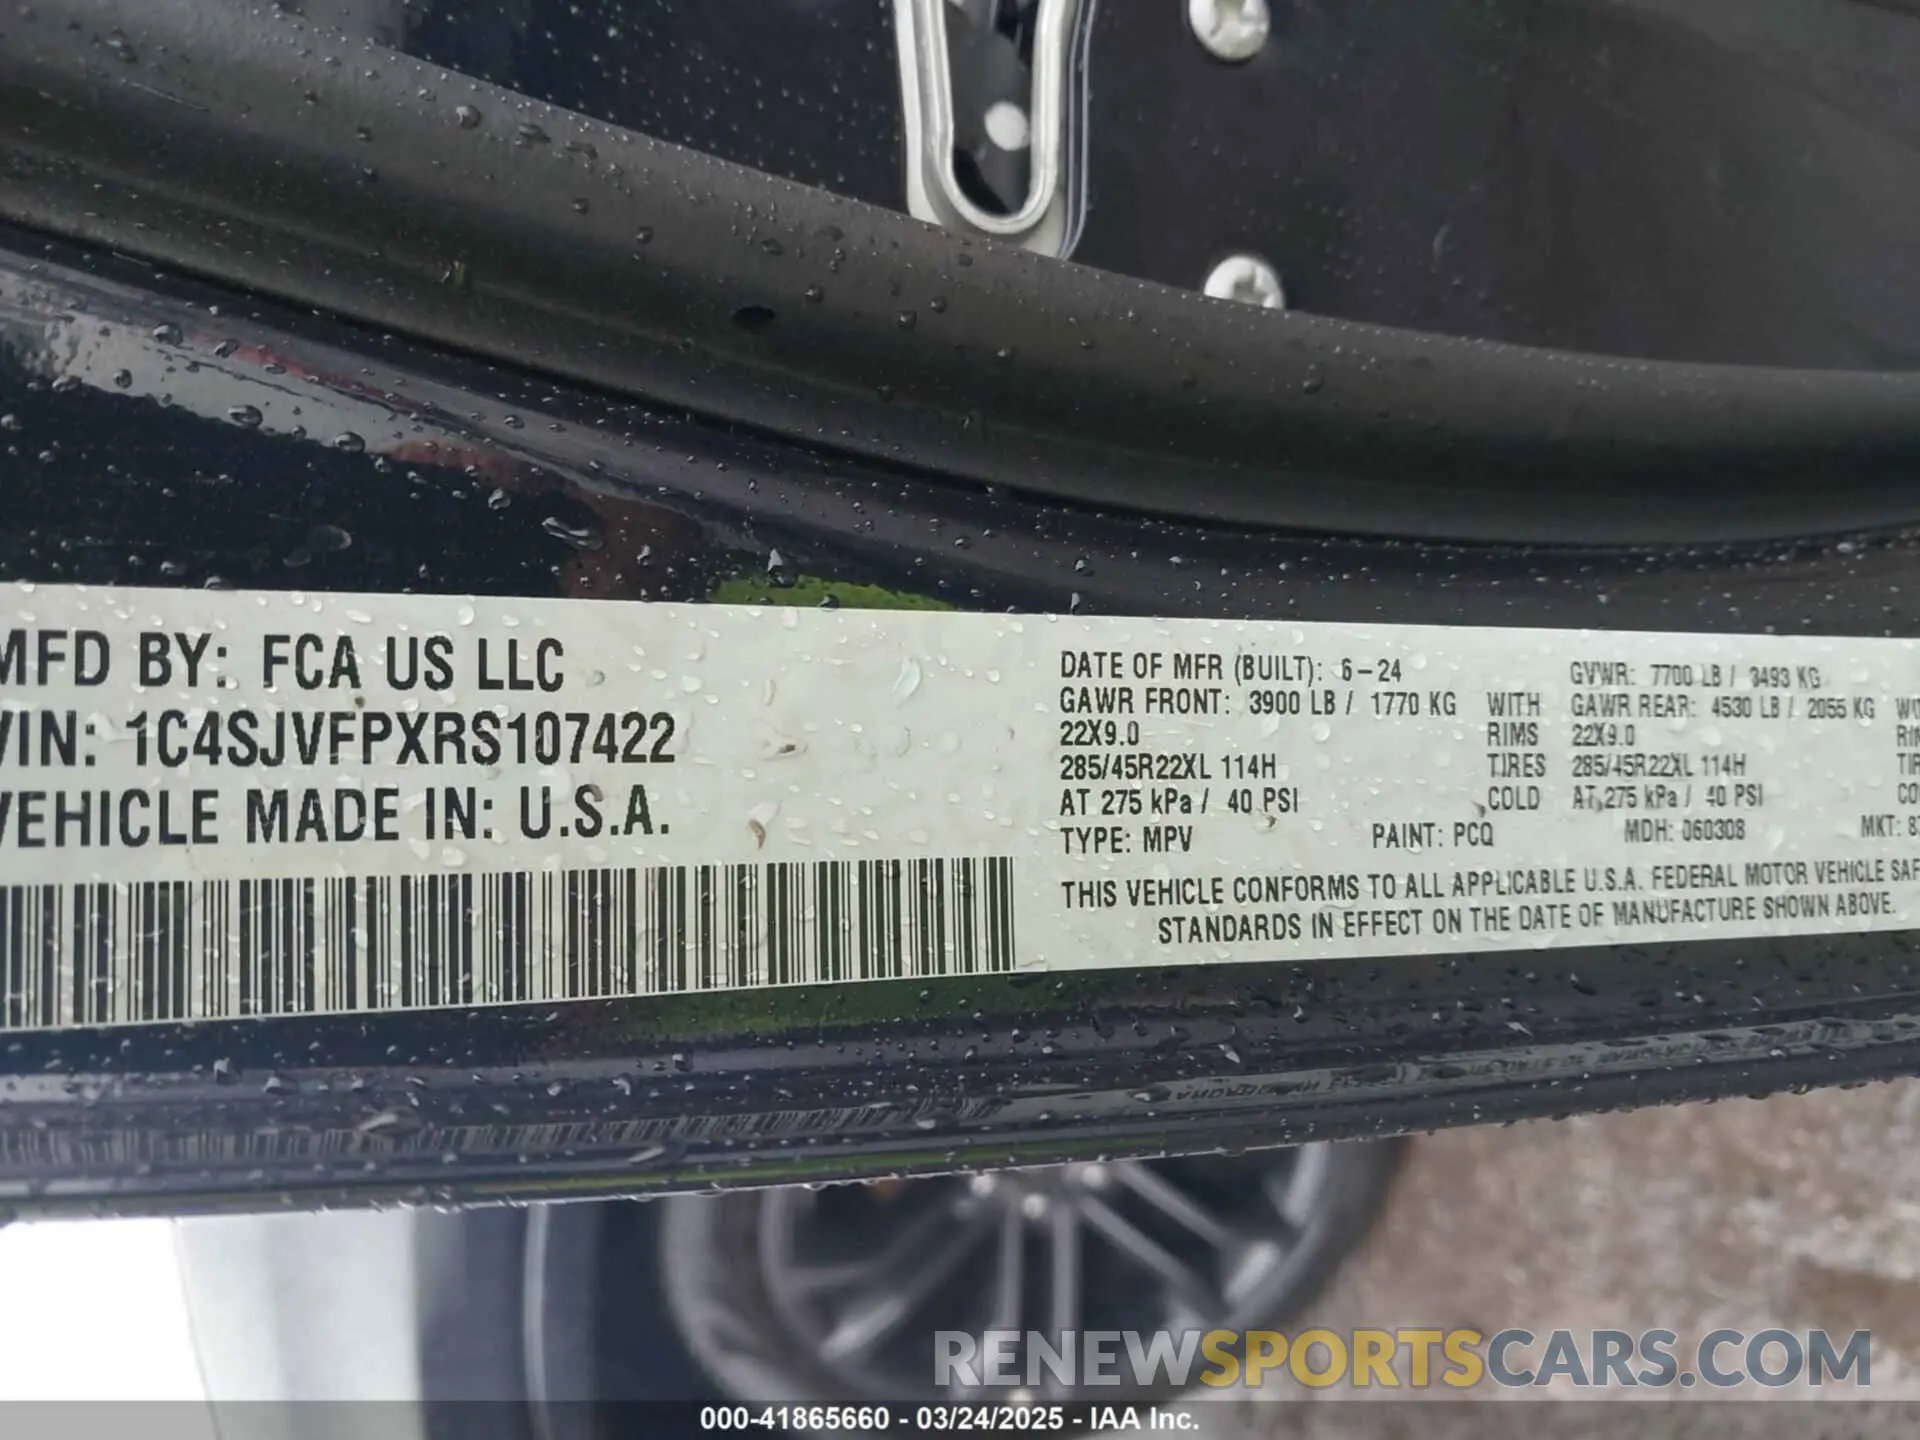 MFD BY: FCA US LLC
VIN: 1C4SJVFPXRS107422
VEHICLE MADE IN: U.S.A.
DATE OF MFR (BUILT): 6-24 GVWR: 7700 LB / 3493 KG
GAWR FRONT: 3900 LB / 1770 KG WITH GAWR REAR: 4530 LB / 2055 KG
22X9.0 RIMS 22X9.0
285/45R22XL 114H TIRES 285/45R22XL 114H
AT 275 kPa / 40 PSI COLD AT 275 kPa / 40 PSI
TYPE: MPV PAINT: PCQ MDH: 060308 MKT: 8
THIS VEHICLE CONFORMS TO ALL APPLICABLE U.S.A. FEDERAL MOTOR VEHICLE SAF
STANDARDS IN EFFECT ON THE DATE OF MANUFACTURE SHOWN ABOVE.
RENEWSPORTSCARS.COM
000-41865660 - 03/24/2025 - IAA Inc.